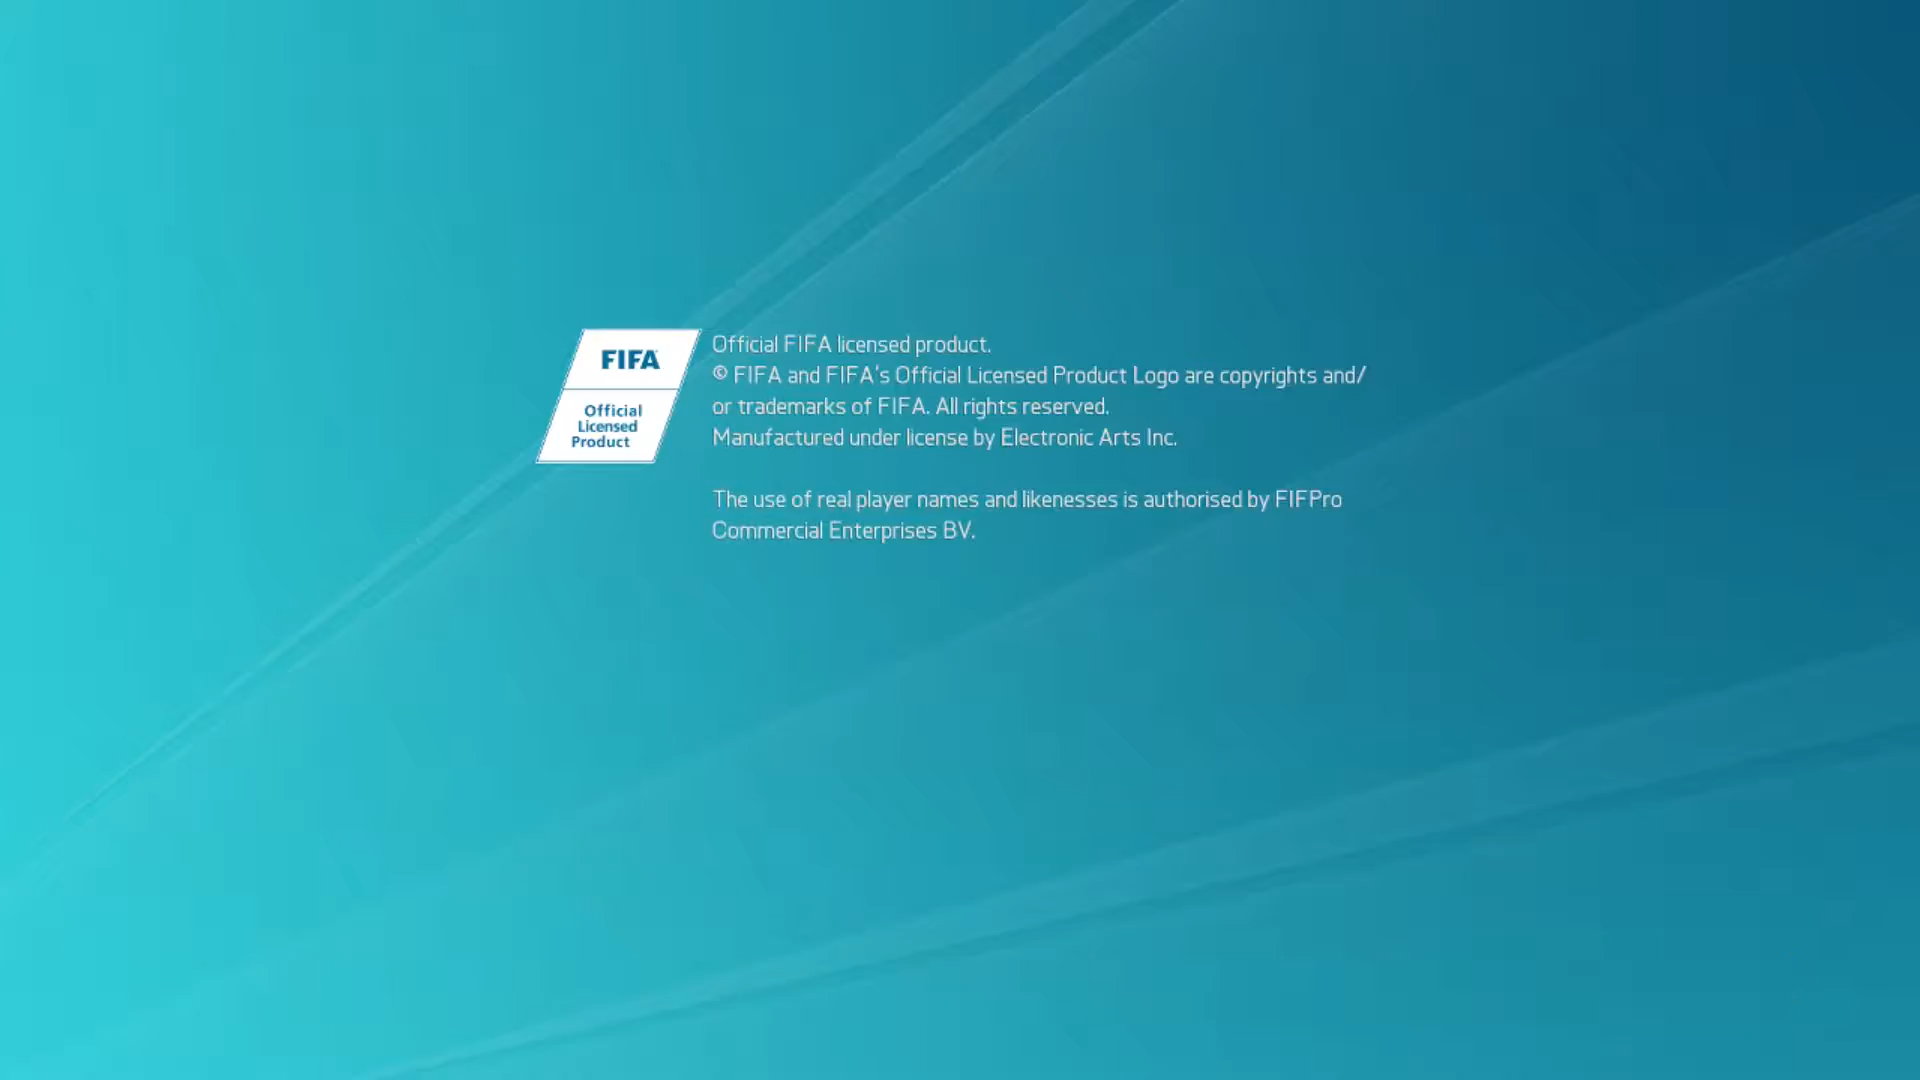 FIFA
Official
Licensed
Product
Official FIFA licensed product.
© FIFA and FIFA's Official Licensed Product Logo are copyrights and/
or trademarks of FIFA. All rights reserved.
Manufactured under license by Electronic Arts Inc.
The use of real player names and likenesses is authorised by FIFPro
Commercial Enterprises BV.